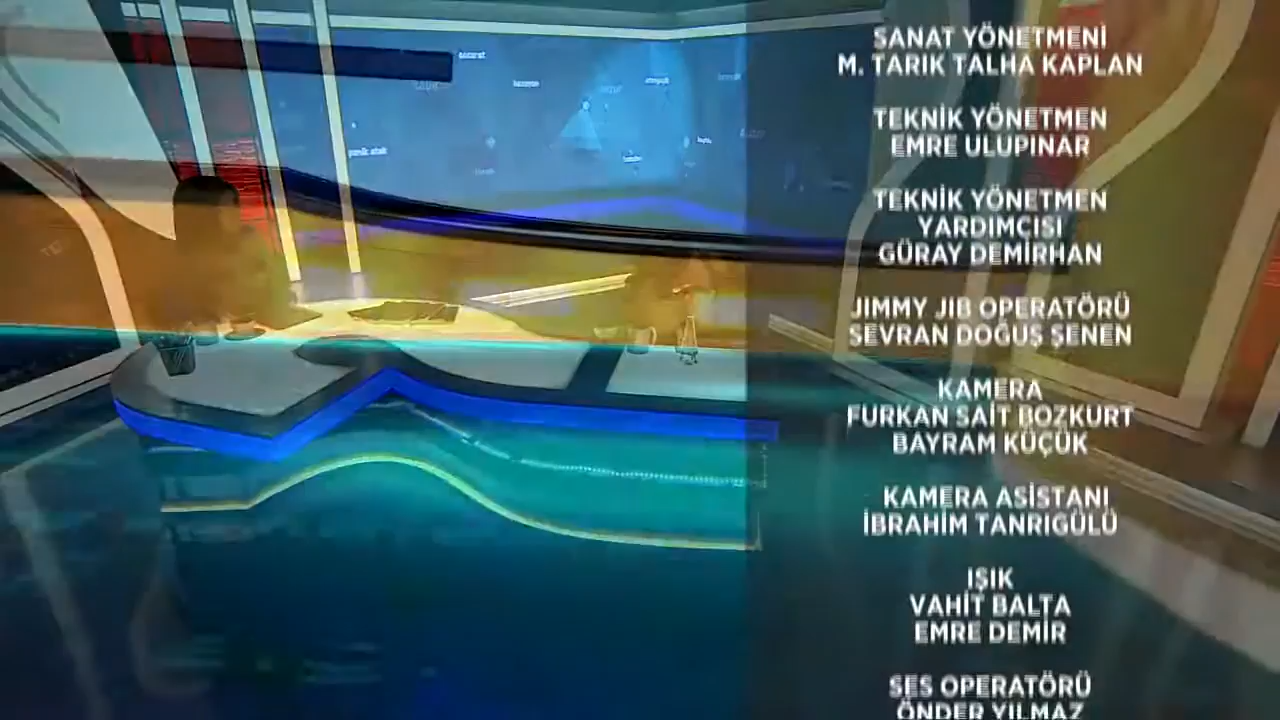 SANAT YÖNETMENİ
M. TARIK TALHA KAPLAN
TEKNİK YÖNETMEN
EMRE ULUPINAR
TEKNİK YÖNETMEN
YARDIMCISI
GÜRAY DEMİRHAN
JIMMY JIB OPERATÖRÜ
SEVRAN DOĞUŞ ŞENEN
KAMERA
FURKAN SAİT BOZKURT
BAYRAM KÜÇÜK
KAMERA ASİSTANI
İBRAHİM TANRIGÜLÜ
IŞIK
VAHİT BALTA
EMRE DEMİR
SES OPERATÖRÜ
ÖNDER YILMAZ
panik atak